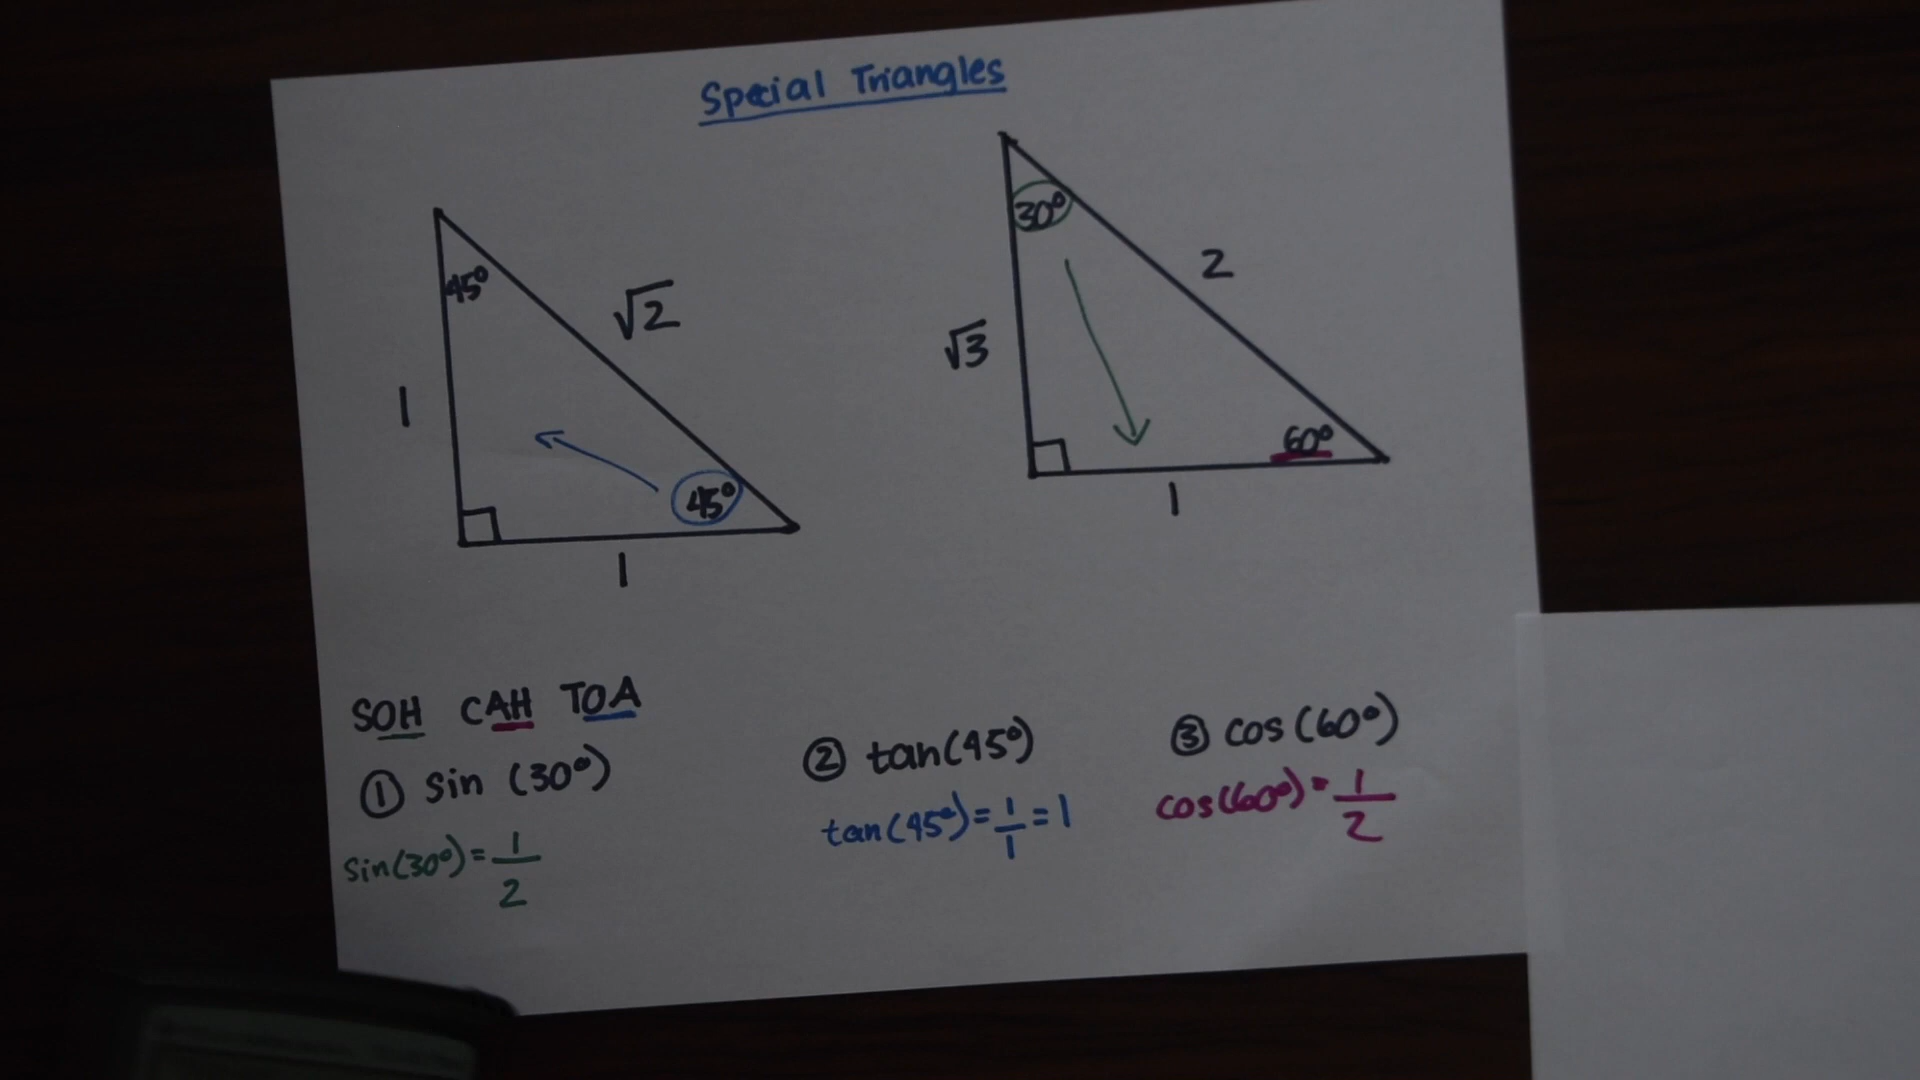 Special Triangles
45°
√2
1
45°
1
30°
2
√3
60°
1
SOH CAH TOA
① sin (30°)
sin(30°) = 1/2
② tan(45°)
tan(45°) = 1/1 = 1
③ cos(60°)
cos(60°) = 1/2